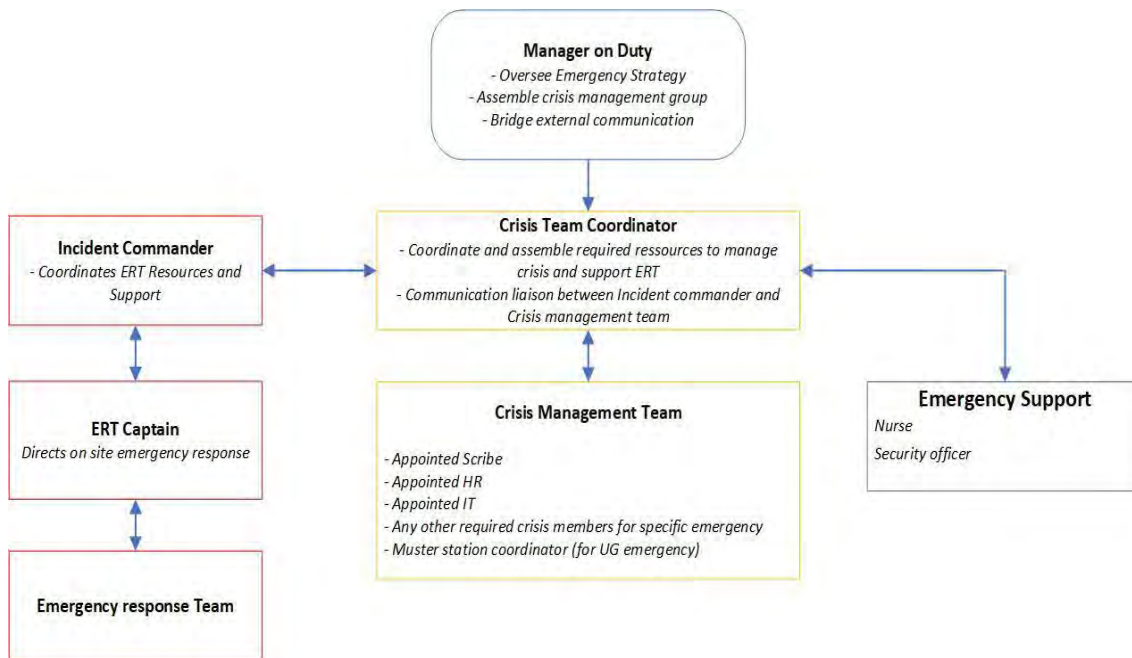 Manager on Duty
- Oversee Emergency Strategy
- Assemble crisis management group
- Bridge external communication
Incident Commander
- Coordinates ERT Resources and
Support
Crisis Team Coordinator
- Coordinate and assemble required ressources to manage
crisis and support ERT
- Communication liaison between Incident commander and
Crisis management team
ERT Captain
Directs on site emergency response
Crisis Management Team
- Appointed Scribe
- Appointed HR
- Appointed IT
- Any other required crisis members for specific emergency
- Muster station coordinator (for UG emergency)
Emergency Support
Nurse
Security officer
Emergency response Team